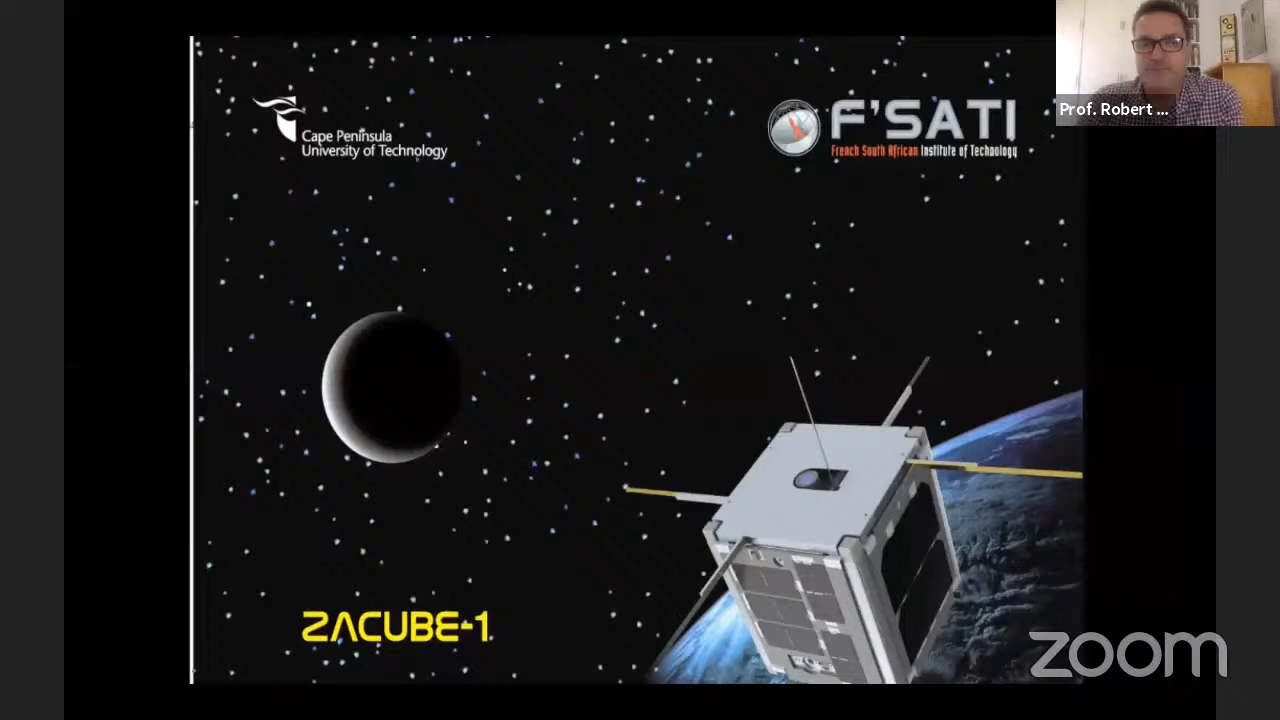 Cape Peninsula
University of Technology
F'SATI
French South African Institute of Technology
Prof. Robert ...
ZACUBE-1
zoom